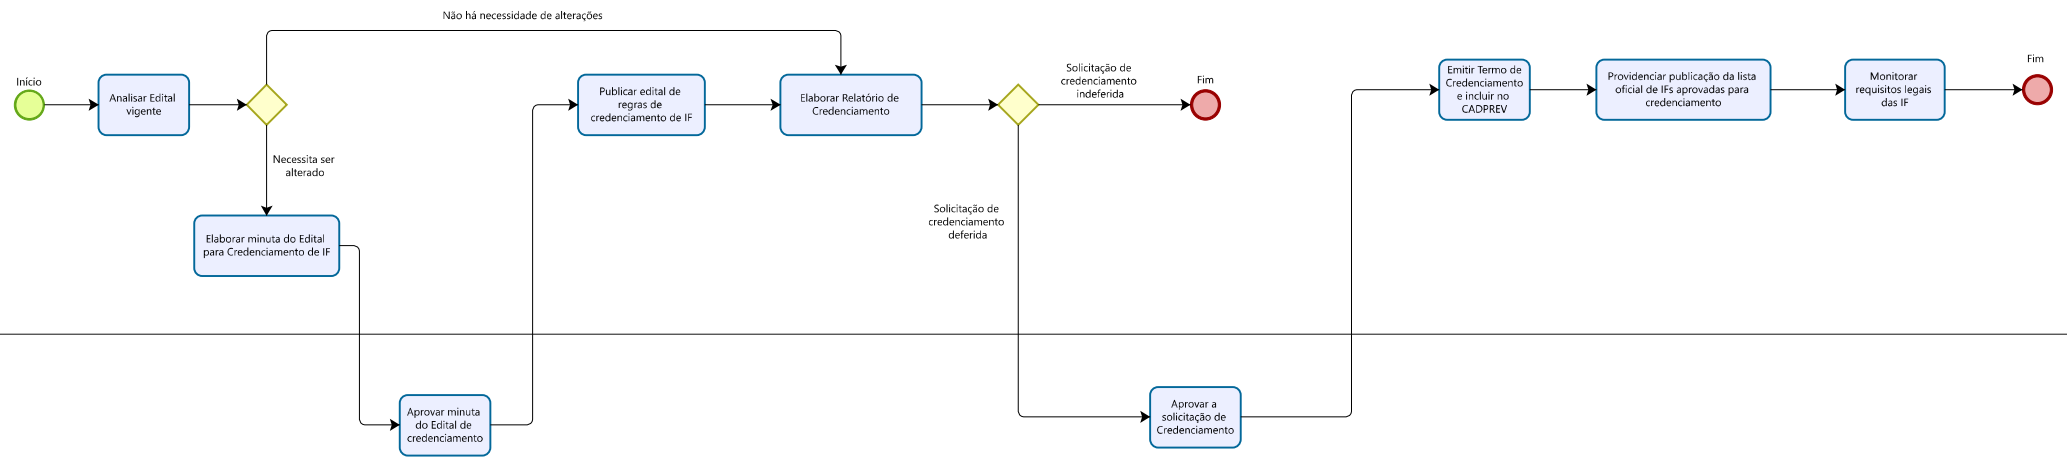 Não há necessidade de alterações
Início
Analisar Edital
vigente
Necessita ser
alterado
Elaborar minuta do Edital
para Credenciamento de IF
Aprovar minuta
do Edital de
credenciamento
Publicar edital de
regras de
credenciamento de IF
Elaborar Relatório de
Credenciamento
Solicitação de
credenciamento
indeferida
Fim
Solicitação de
credenciamento
deferida
Aprovar a
solicitação de
Credenciamento
Emitir Termo de
Credenciamento
e incluir no
CADPREV
Providenciar publicação da lista
oficial de IFs aprovadas para
credenciamento
Monitorar
requisitos legais
das IF
Fim